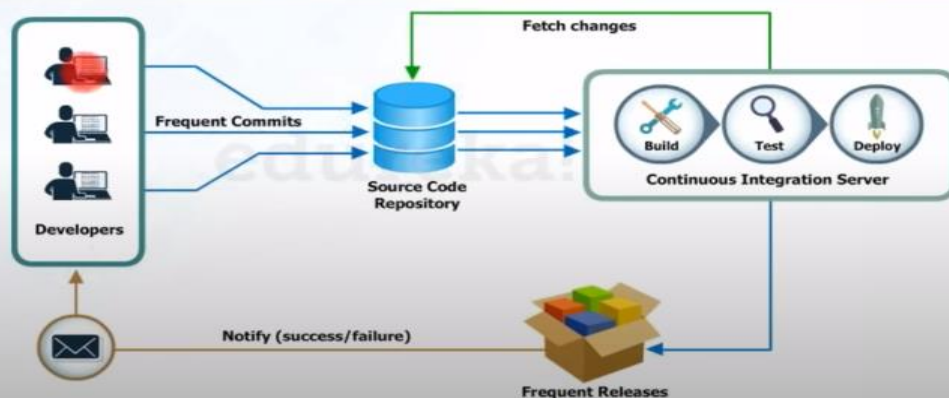 Fetch changes
Frequent Commits
Build
Test
Deploy
Continuous Integration Server
Source Code
Repository
Developers
Notify (success/failure)
Frequent Releases